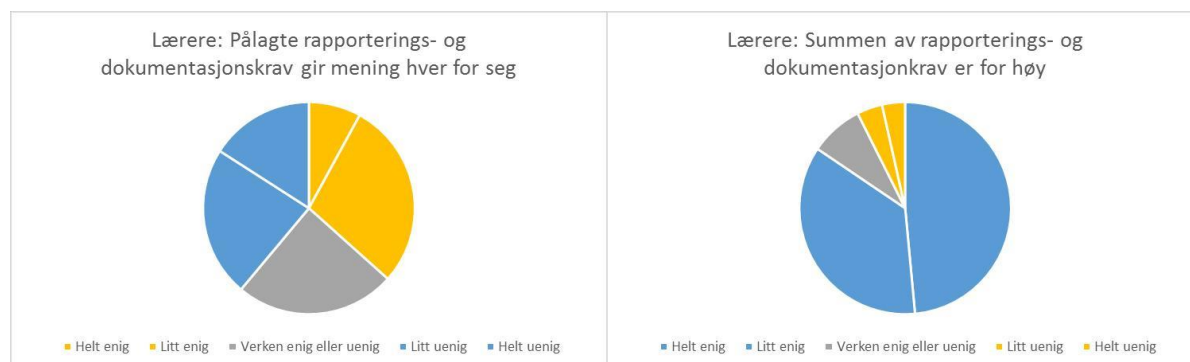 Lærere: Pålagte rapporterings- og
dokumentasjonskrav gir mening hver for seg
Helt enig
Litt enig
Verken enig eller uenig
Litt uenig
Helt uenig
Lærere: Summen av rapporterings- og
dokumentasjonkrav er for høy
Helt enig
Litt enig
Verken enig eller uenig
Litt uenig
Helt uenig